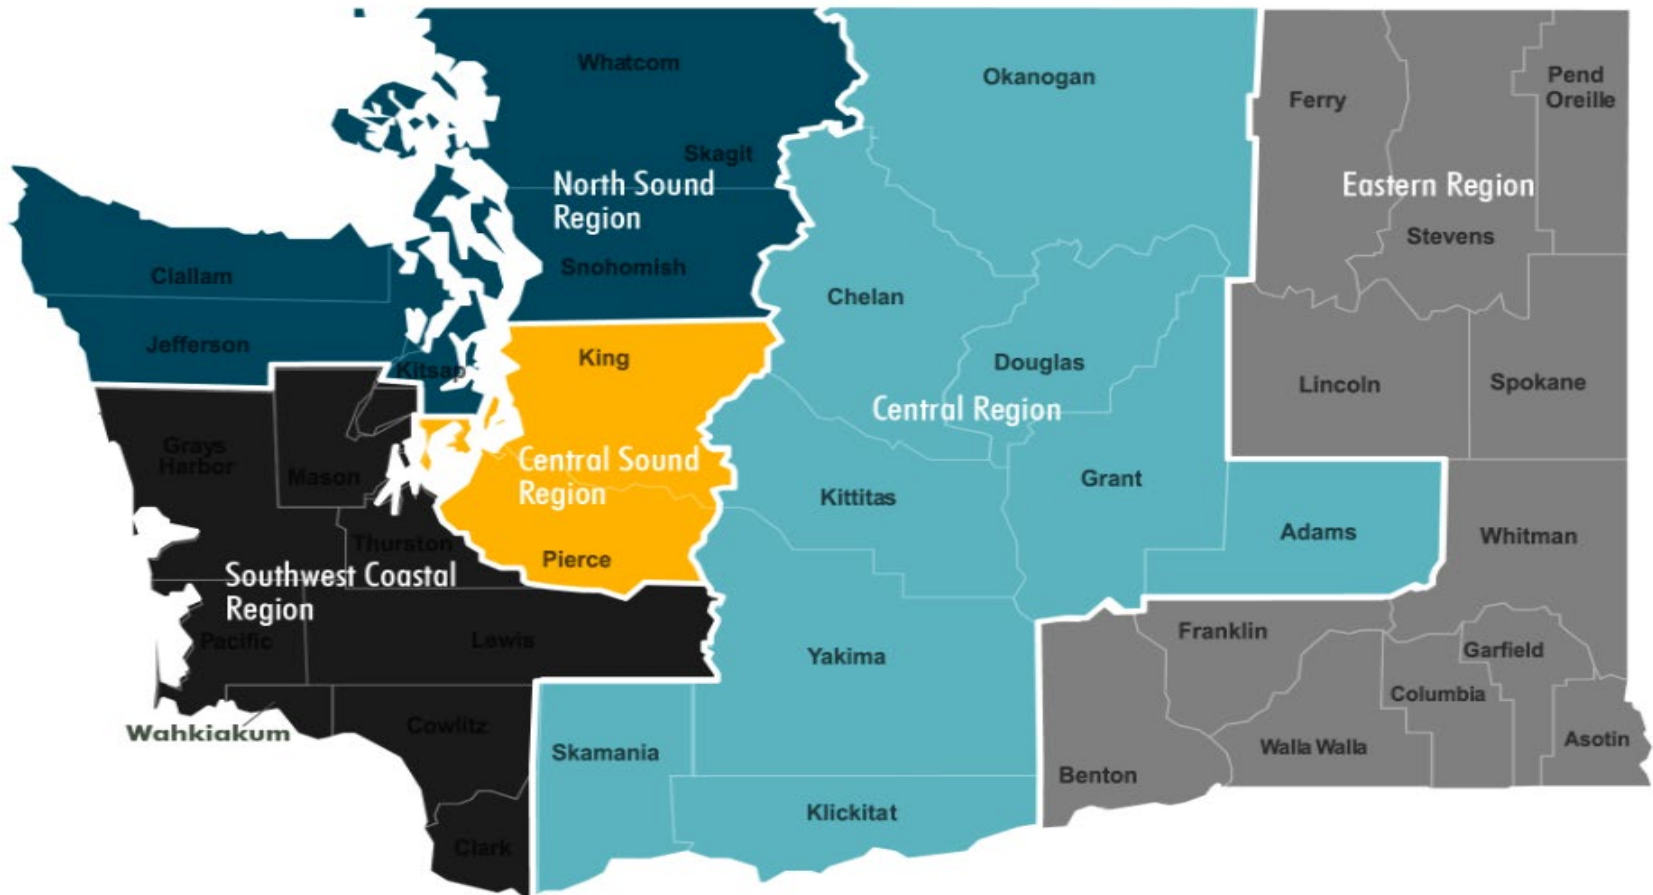 Whatcom
Okanogan
Pend
Oreille
Ferry
Skagit
North Sound
Region
Eastern Region
Stevens
Snohomish
Clallam
Chelan
Jefferson
King
Douglas
Kitsap
Lincoln
Spokane
Central Region
Grays
Harbor
Mason
Central Sound
Region
Kittitas
Grant
Adams
Whitman
Thurston
Pierce
Southwest Coastal
Region
Pacific
Lewis
Yakima
Franklin
Garfield
Columbia
Wahkiakum
Cowlitz
Skamania
Walla Walla
Asotin
Benton
Klickitat
Clark